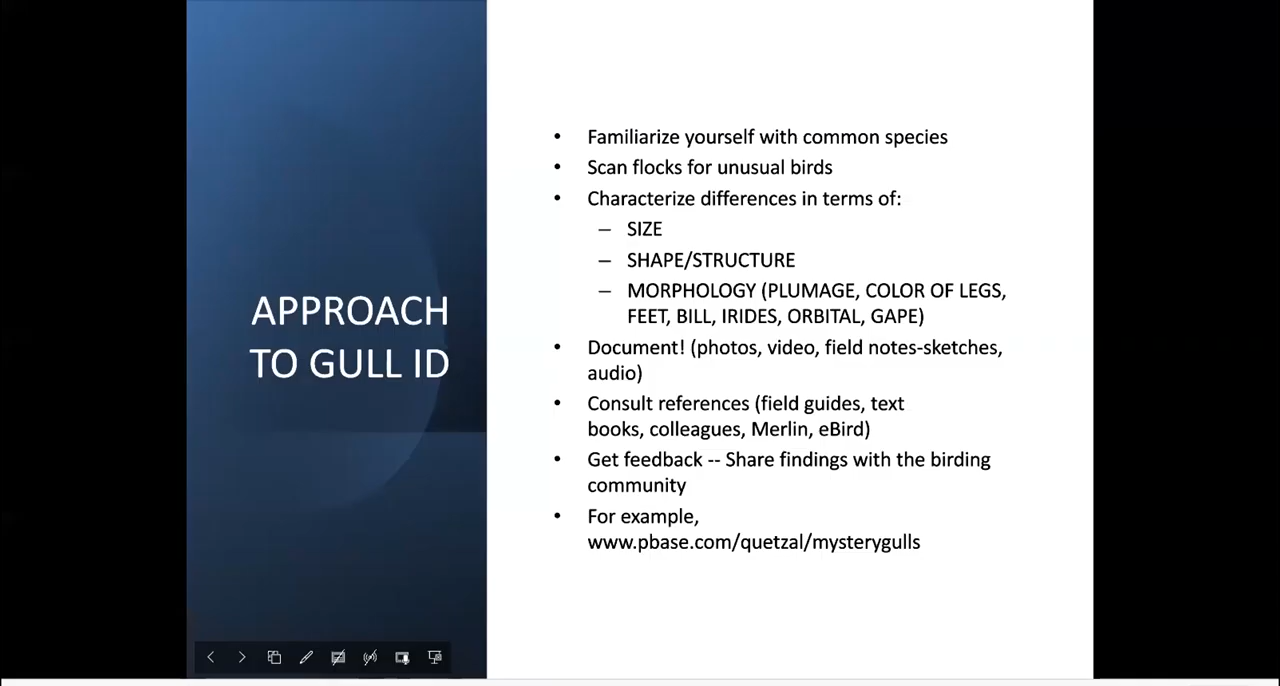 APPROACH
TO GULL ID
• Familiarize yourself with common species
• Scan flocks for unusual birds
• Characterize differences in terms of:
– SIZE
– SHAPE/STRUCTURE
– MORPHOLOGY (PLUMAGE, COLOR OF LEGS,
FEET, BILL, IRIDES, ORBITAL, GAPE)
• Document! (photos, video, field notes-sketches,
audio)
• Consult references (field guides, text
books, colleagues, Merlin, eBird)
• Get feedback -- Share findings with the birding
community
• For example,
www.pbase.com/quetzal/mysterygulls